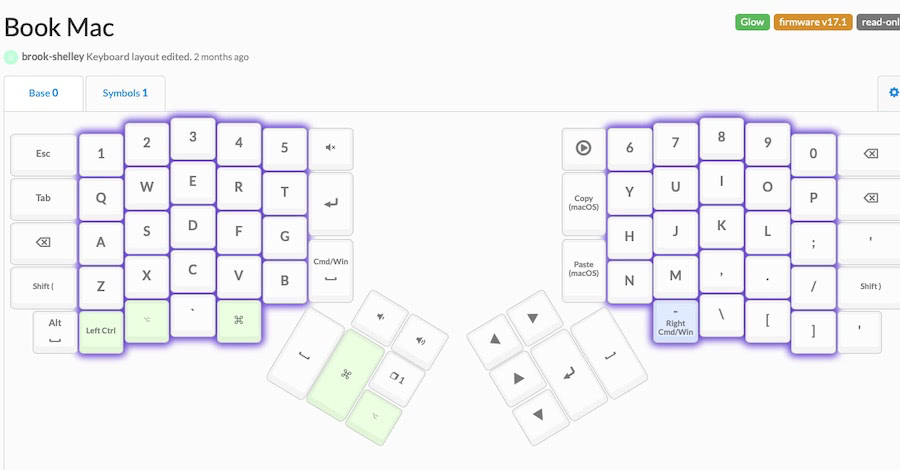 Book Mac
Glow firmware v17.1 read-onl
brook-shelley Keyboard layout edited. 2 months ago
Base 0 Symbols 1
Esc 1 2 3 4 5
6 7 8 9 0
Tab Q W E R T
Copy
(macOS)
Y U I O P
A S D F G
H J K L ; '
Shift ( Z X C V B
Cmd/Win
Paste
(macOS)
N M , . / Shift )
Alt
Left Ctrl ⌥ ` ⌘
-
Right
Cmd/Win
\ [ ] '
⌘ 1
⌥